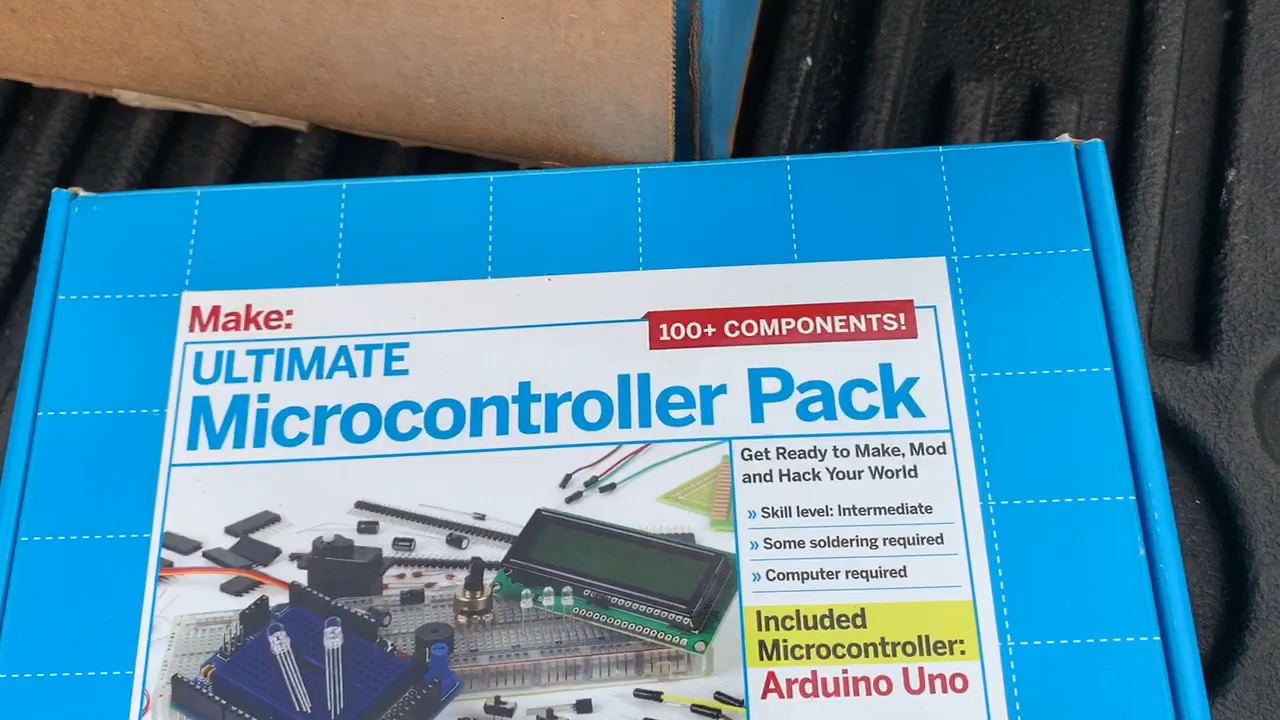 Make:
100+ COMPONENTS!
ULTIMATE
Microcontroller Pack
Get Ready to Make, Mod
and Hack Your World
» Skill level: Intermediate
» Some soldering required
» Computer required
Included
Microcontroller:
Arduino Uno